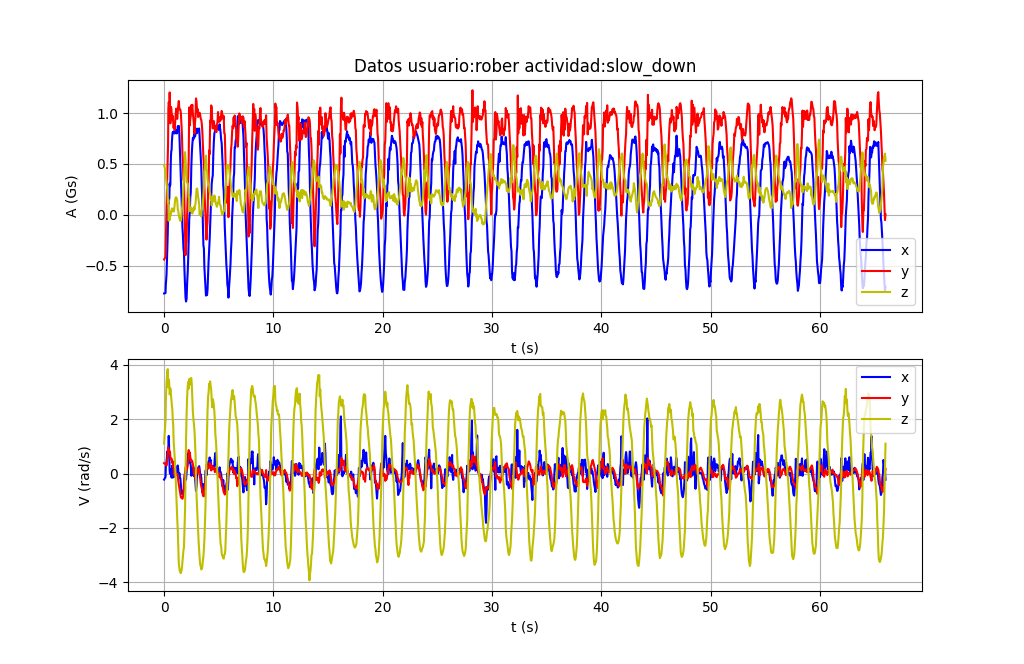 Datos usuario:rober actividad:slow_down
A (Gs)
1.0
0.5
0.0
−0.5
0 10 20 30 40 50 60
t (s)
x
y
z
V (rad/s)
4
2
0
−2
−4
0 10 20 30 40 50 60
t (s)
x
y
z